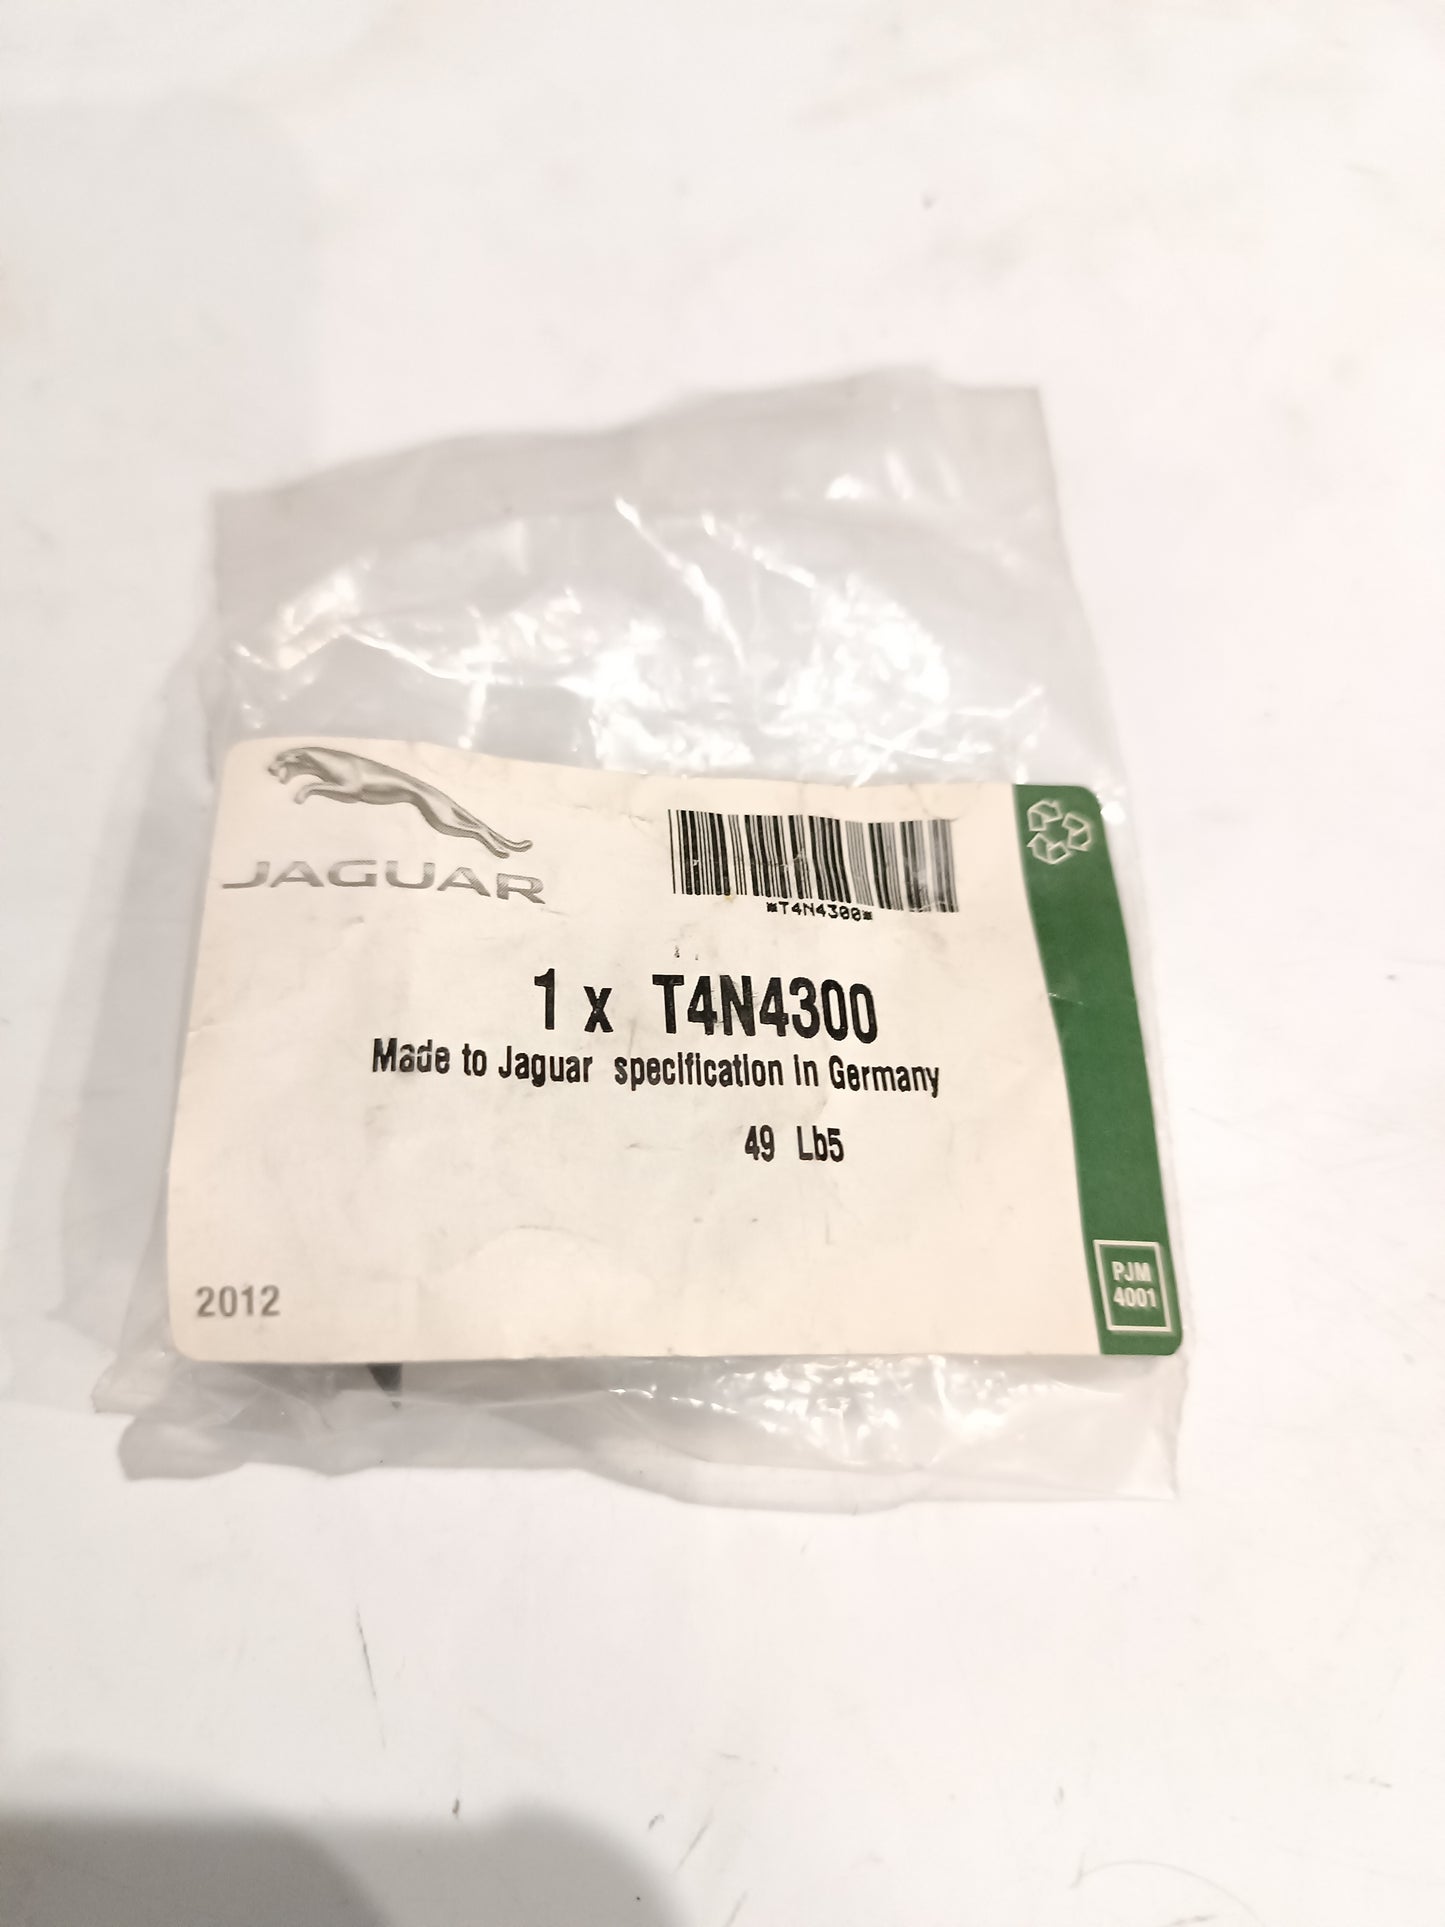 JAGUAR
*T4N4300*
1 x T4N4300
Made to Jaguar specification in Germany
49 Lb5
2012
PJM
4001